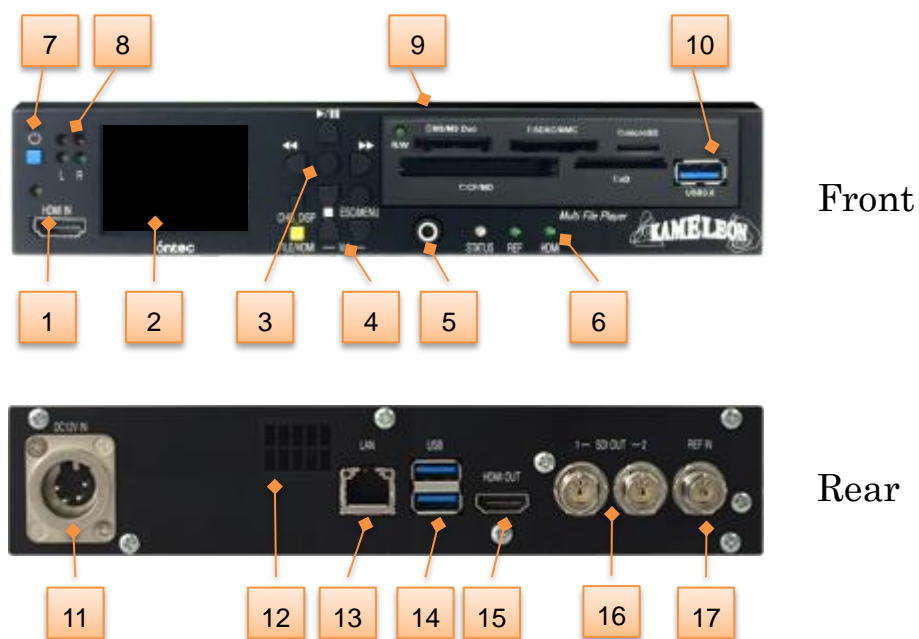 7 8 9 10
Front
R/W
L R
HDMI IN
USB3.0
CH5 DISP
ESC/MENU
Multi File Player
KAMELEON
STATUS REF HDMI
1 2 3 4 5 6
DC12V IN
LAN
USB
HDMI OUT
1— SDI OUT —2
REF IN
Rear
11 12 13 14 15 16 17